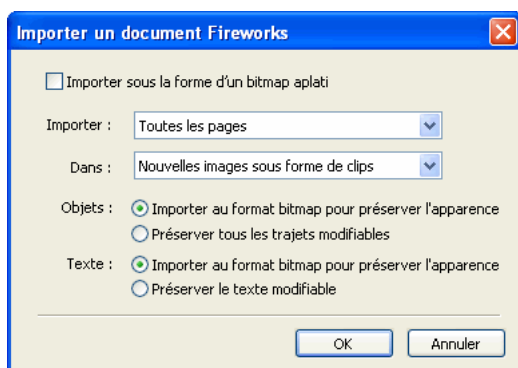 Importer un document Fireworks
Importer sous la forme d'un bitmap aplati
Importer : Toutes les pages
Dans : Nouvelles images sous forme de clips
Objets : Importer au format bitmap pour préserver l'apparence
Préserver tous les trajets modifiables
Texte : Importer au format bitmap pour préserver l'apparence
Préserver le texte modifiable
OK Annuler